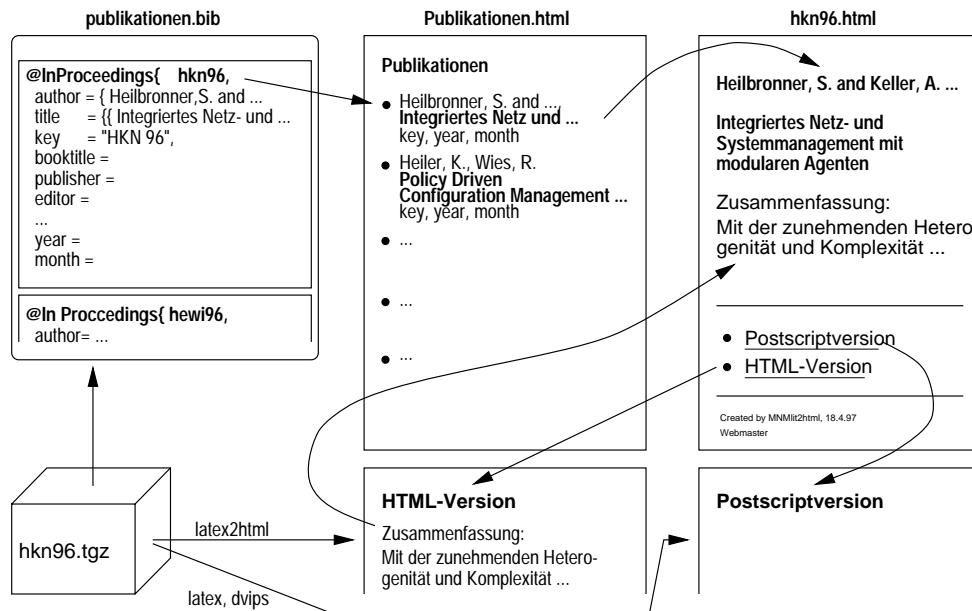 publikationen.bib
@InProceedings{ hkn96,
author = { Heilbronner,S. and ...
title = {{ Integriertes Netz- und ...
key = "HKN 96",
booktitle =
publisher =
editor =
...
year =
month =
@In Proccedings{ hewi96,
author= ...
Publikationen.html
Publikationen
● Heilbronner, S. and ...,
Integriertes Netz und ...
key, year, month
● Heiler, K., Wies, R.
Policy Driven
Configuration Management ...
key, year, month
● ...
● ...
● ...
hkn96.html
Heilbronner, S. and Keller, A. ...
Integriertes Netz- und
Systemmanagement mit
modularen Agenten
Zusammenfassung:
Mit der zunehmenden Hetero
genität und Komplexität ...
● Postscriptversion
● HTML-Version
Created by MNMlit2html, 18.4.97
Webmaster
hkn96.tgz
latex2html
latex, dvips
HTML-Version
Zusammenfassung:
Mit der zunehmenden Hetero-
genität und Komplexität ...
Postscriptversion